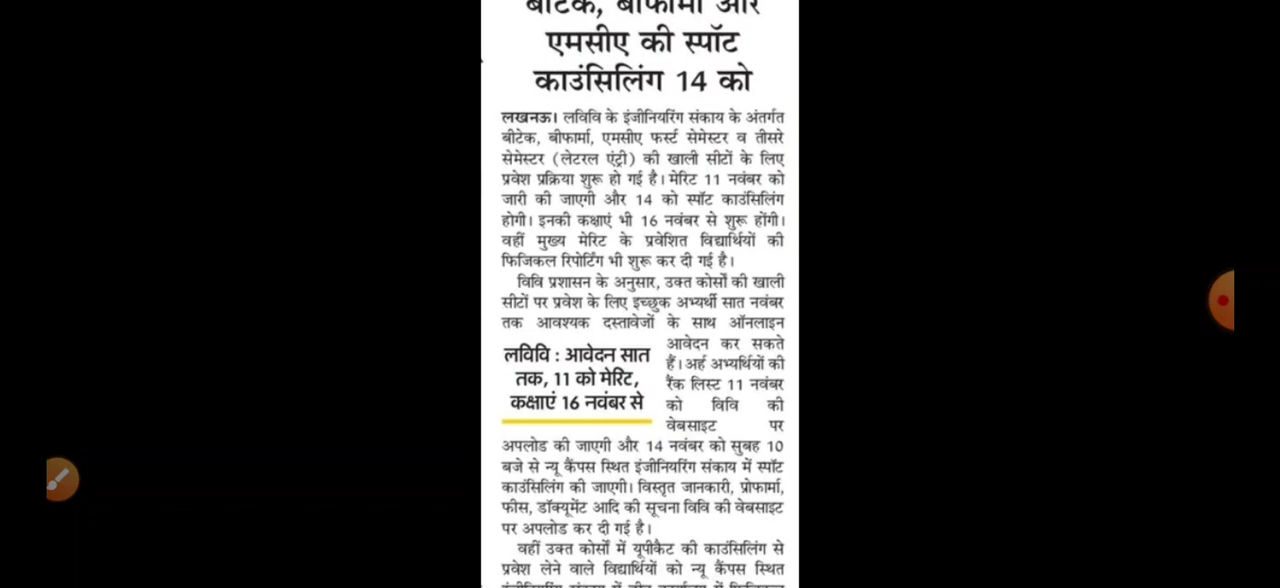 बीटेक, बीफार्मा और
एमसीए की स्पॉट
काउंसिलिंग 14 को
लखनऊ। लविवि के इंजीनियरिंग संकाय के अंतर्गत
बीटेक, बीफार्मा, एमसीए फर्स्ट सेमेस्टर व तीसरे
सेमेस्टर (लेटरल एंट्री) की खाली सीटों के लिए
प्रवेश प्रक्रिया शुरू हो गई है। मेरिट 11 नवंबर को
जारी की जाएगी और 14 को स्पॉट काउंसिलिंग
होगी। इनकी कक्षाएं भी 16 नवंबर से शुरू होंगी।
वहीं मुख्य मेरिट के प्रवेशित विद्यार्थियों की
फिजिकल रिपोर्टिंग भी शुरू कर दी गई है।
विवि प्रशासन के अनुसार, उक्त कोर्सों की खाली
सीटों पर प्रवेश के लिए इच्छुक अभ्यर्थी सात नवंबर
तक आवश्यक दस्तावेजों के साथ ऑनलाइन
आवेदन कर सकते
हैं। अर्ह अभ्यर्थियों की
रैंक लिस्ट 11 नवंबर
को विवि की
वेबसाइट पर
लविवि : आवेदन सात
तक, 11 को मेरिट,
कक्षाएं 16 नवंबर से
अपलोड की जाएगी और 14 नवंबर को सुबह 10
बजे से न्यू कैंपस स्थित इंजीनियरिंग संकाय में स्पॉट
काउंसिलिंग की जाएगी। विस्तृत जानकारी, प्रोफार्मा,
फीस, डॉक्यूमेंट आदि की सूचना विवि की वेबसाइट
पर अपलोड कर दी गई है।
वहीं उक्त कोर्सों में यूपीकैट की काउंसिलिंग से
प्रवेश लेने वाले विद्यार्थियों को न्यू कैंपस स्थित